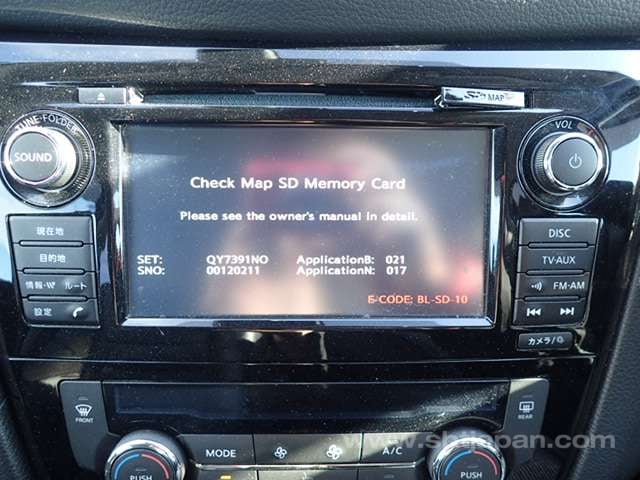 SD MAP
TUNE·FOLDER
VOL
SOUND
Check Map SD Memory Card
Please see the owner's manual in detail.
現在地
DISC
目的地
TV-AUX
SET: QY7391NO ApplicationB: 021
SNO: 00120211 ApplicationN: 017
情報·VI ルート
FM·AM
E-CODE: BL-SD-10
設定
カメラ/
FRONT
REAR
MODE
A/C
www.sbtjapan.com
PUSH
PUSH